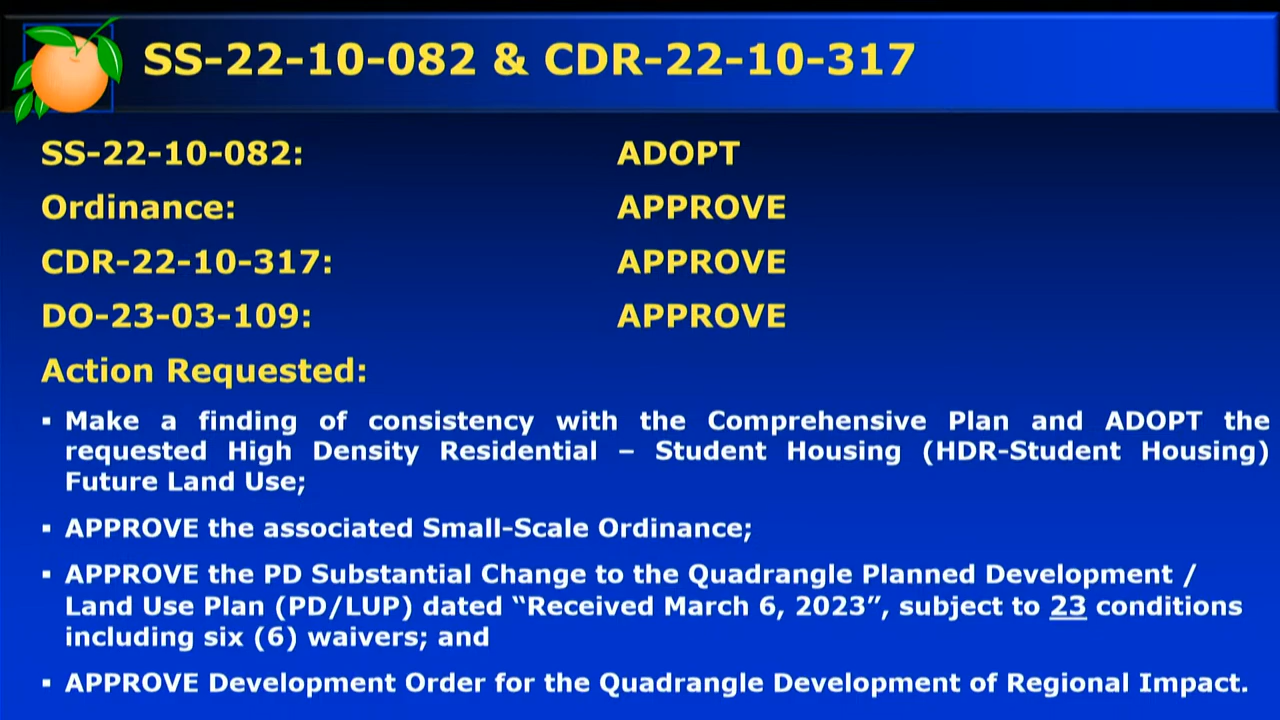 SS-22-10-082 & CDR-22-10-317
SS-22-10-082: ADOPT
Ordinance: APPROVE
CDR-22-10-317: APPROVE
DO-23-03-109: APPROVE
Action Requested:
▪ Make a finding of consistency with the Comprehensive Plan and ADOPT the
requested High Density Residential – Student Housing (HDR-Student Housing)
Future Land Use;
▪ APPROVE the associated Small-Scale Ordinance;
▪ APPROVE the PD Substantial Change to the Quadrangle Planned Development /
Land Use Plan (PD/LUP) dated “Received March 6, 2023”, subject to 23 conditions
including six (6) waivers; and
▪ APPROVE Development Order for the Quadrangle Development of Regional Impact.